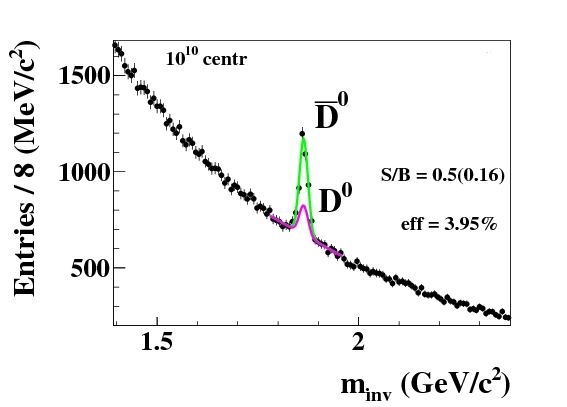 Entries / 8 (MeV/c²)
10¹⁰ centr
1500
1000
500
D̅⁰
D⁰
S/B = 0.5(0.16)
eff = 3.95%
1.5
2
m_inv (GeV/c²)